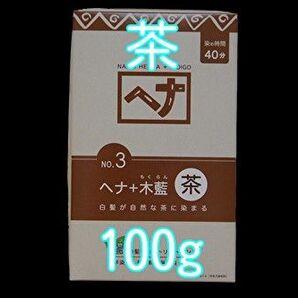 茶
染め時間
40分
ヘナ
NO.3
もくらん
ヘナ+木藍 茶
白髪が自然な茶に染まる
100g